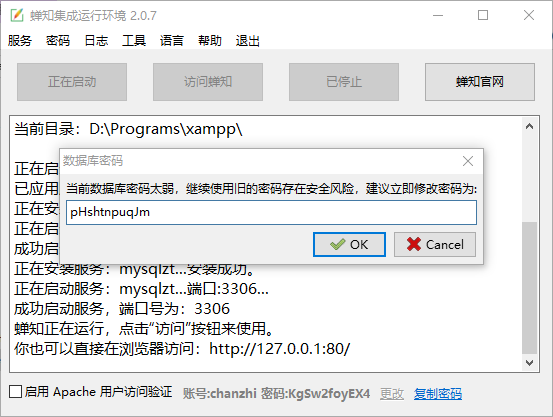 蝉知集成运行环境 2.0.7
服务 密码 日志 工具 语言 帮助 退出
正在启动 访问蝉知 已停止 蝉知官网
当前目录：D:\Programs\xampp\
正在启
已应用
正在安
正在启
成功启
数据库密码
当前数据库密码太弱，继续使用旧的密码存在安全风险，建议立即修改密码为:
pHshtnpuqJm
OK Cancel
正在安装服务：mysqlzt...安装成功。
正在启动服务：mysqlzt...端口:3306...
成功启动服务，端口号为：3306
蝉知正在运行，点击“访问”按钮来使用。
你也可以直接在浏览器访问：http://127.0.0.1:80/
启用 Apache 用户访问验证 账号:chanzhi 密码:KgSw2foyEX4 更改 复制密码